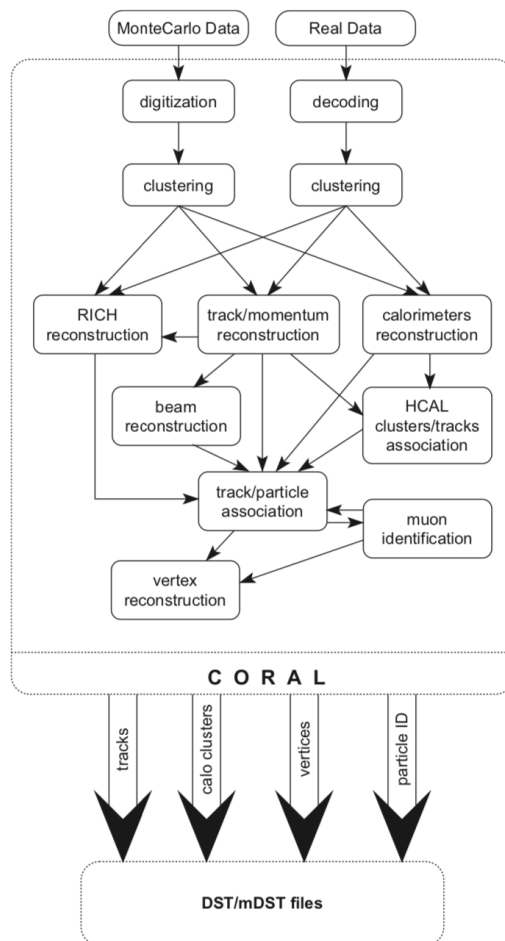 MonteCarlo Data
Real Data
digitization
decoding
clustering
clustering
RICH
reconstruction
track/momentum
reconstruction
calorimeters
reconstruction
beam
reconstruction
HCAL
clusters/tracks
association
track/particle
association
muon
identification
vertex
reconstruction
C O R A L
tracks
calo clusters
vertices
particle ID
DST/mDST files